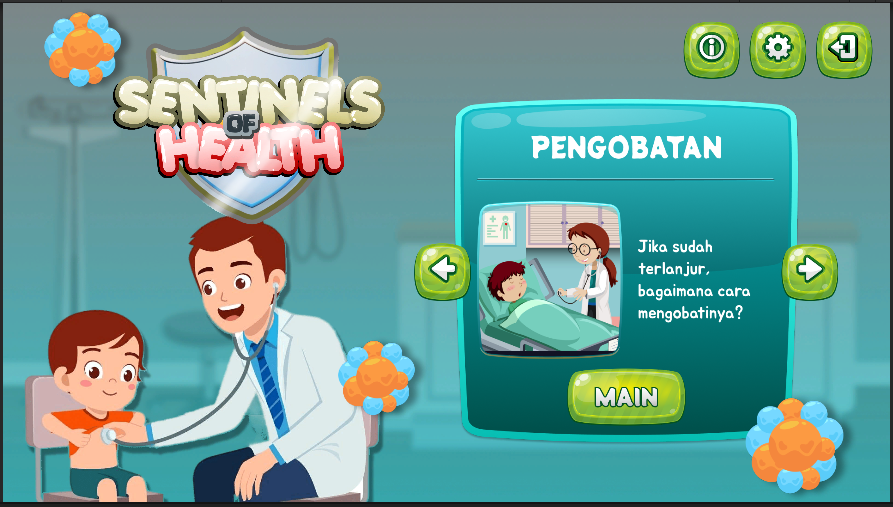 SENTINELS
OF
HEALTH
PENGOBATAN
Jika sudah
terlanjur,
bagaimana cara
mengobatinya?
MAIN